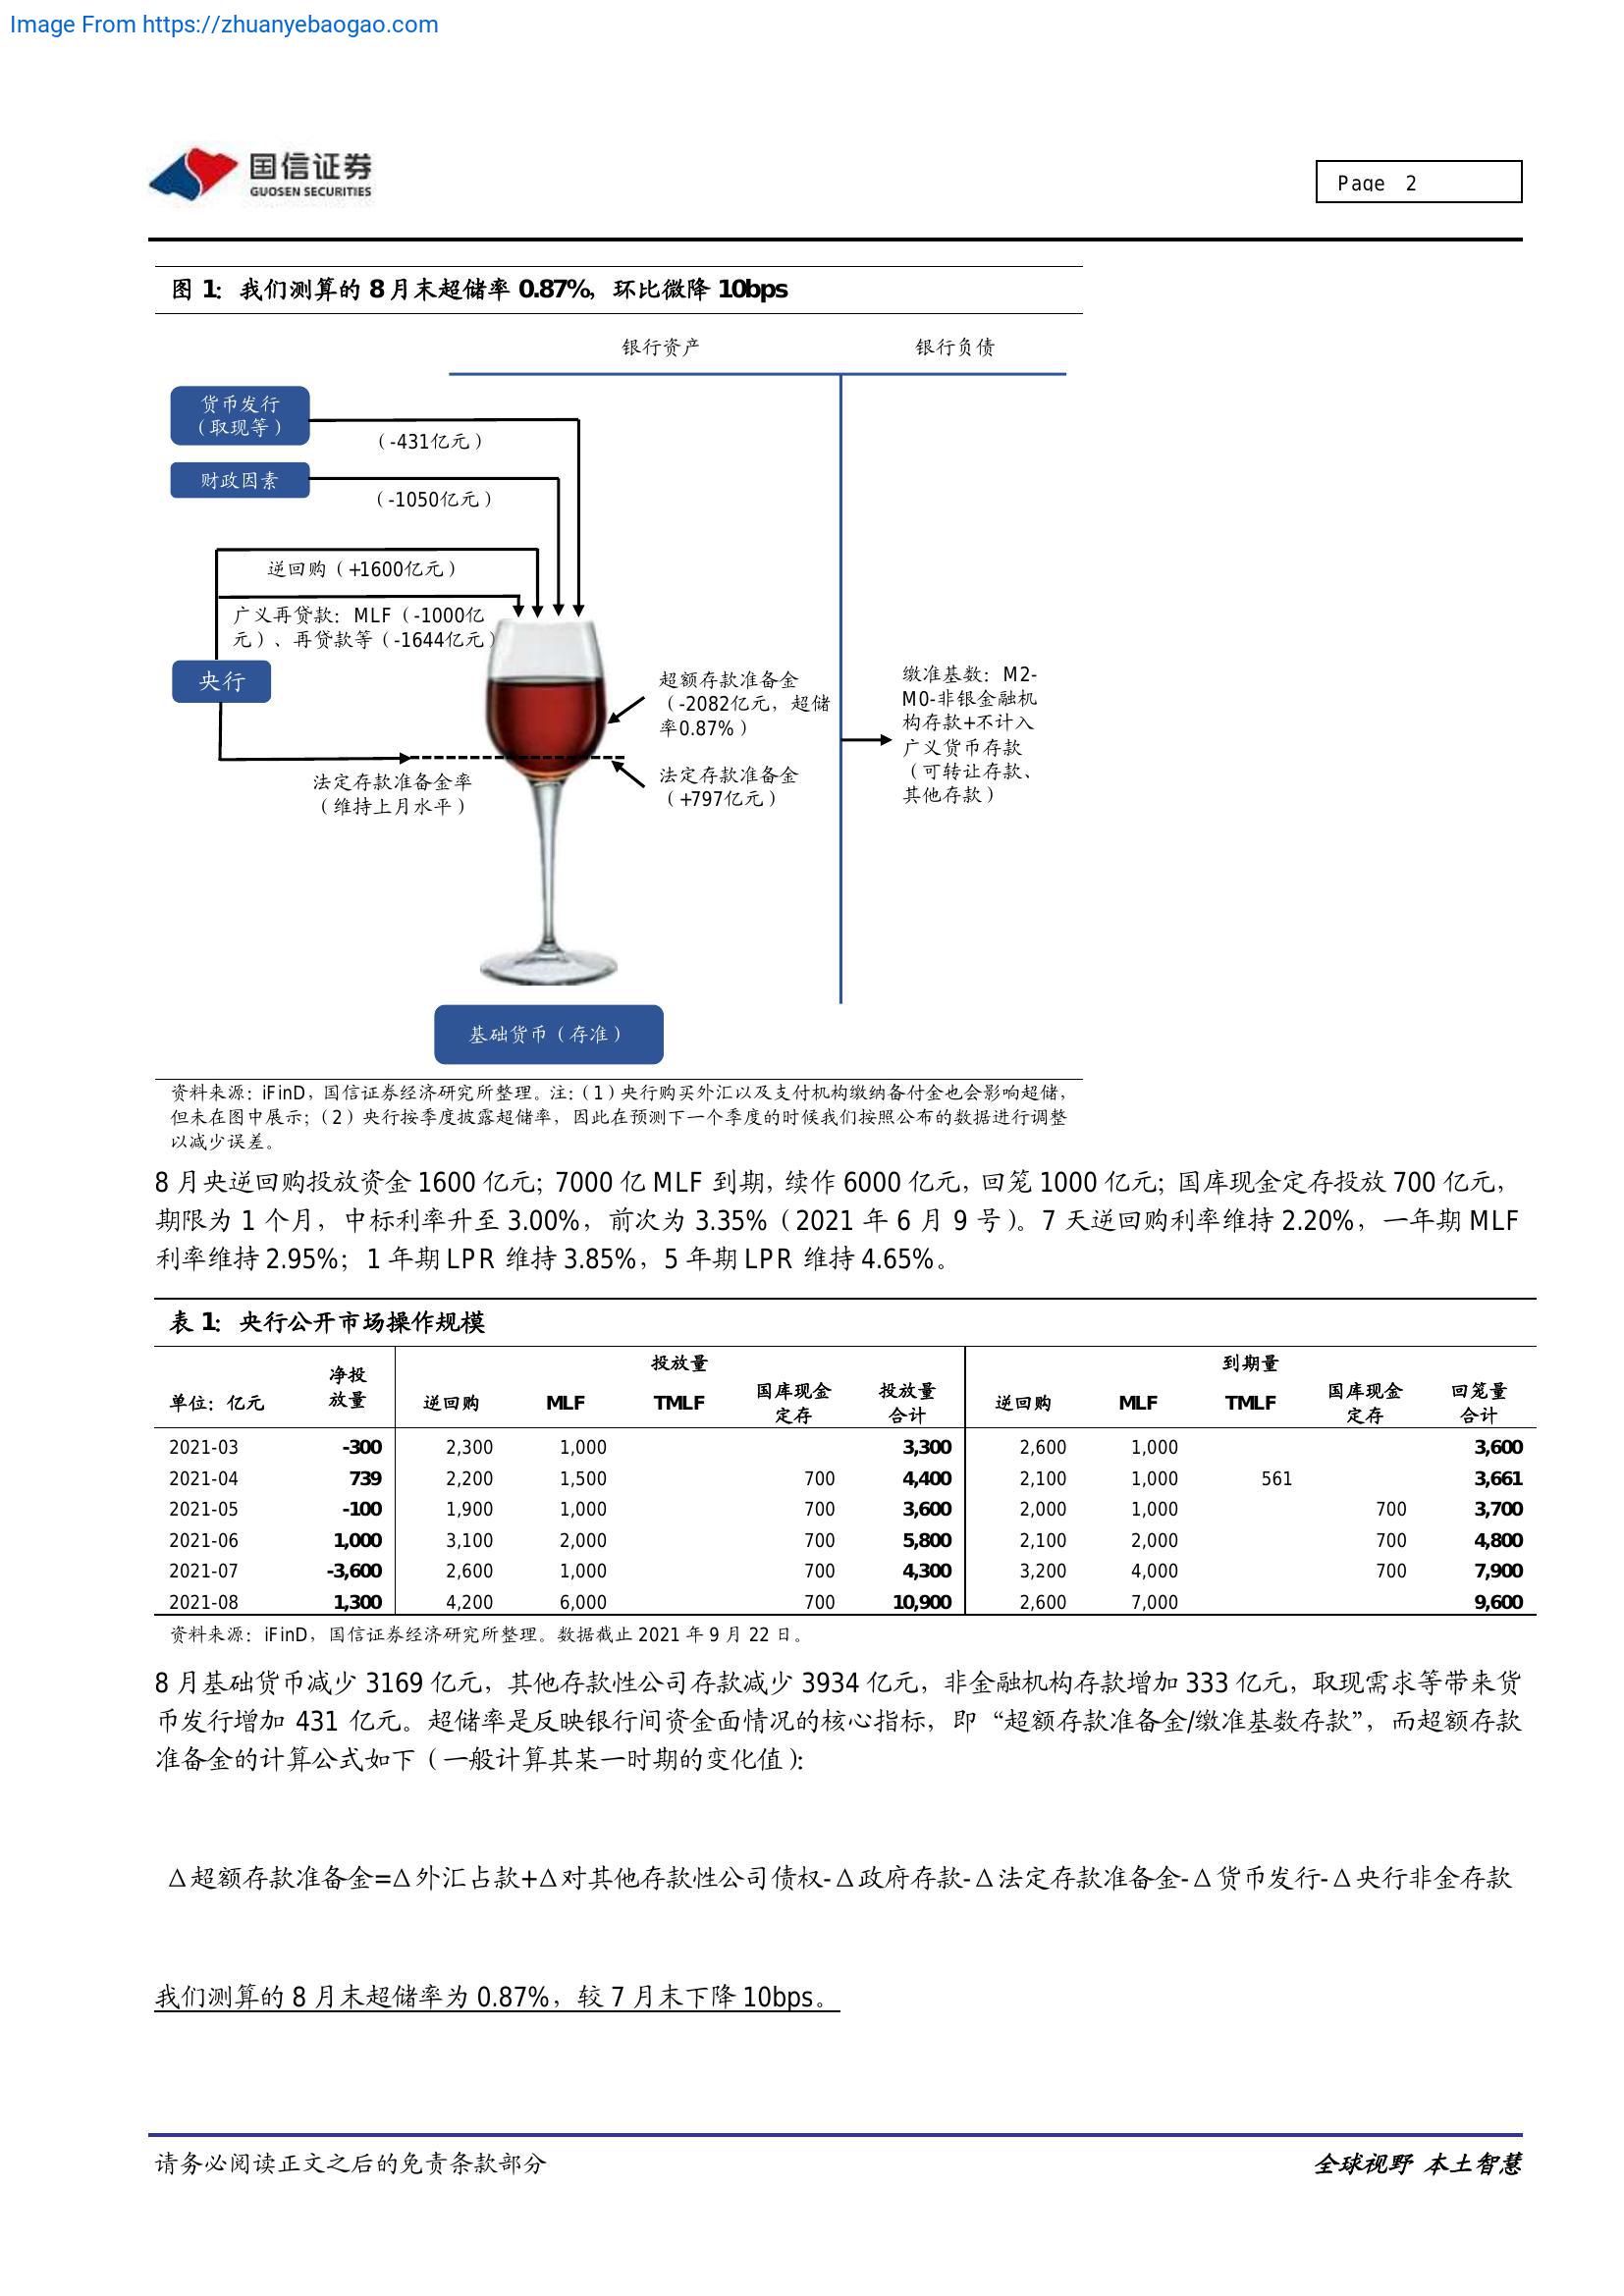 Image From https://zhuanyebaogao.com
国信证券
GUOSEN SECURITIES
Page 2
图 1：我们测算的 8 月末超储率 0.87%，环比微降 10bps
银行资产 银行负债
货币发行
（取现等）
（-431亿元）
财政因素
（-1050亿元）
逆回购（+1600亿元）
广义再贷款：MLF（-1000亿
元）、再贷款等（-1644亿元）
央行
超额存款准备金
（-2082亿元，超储
率0.87%）
法定存款准备金率
（维持上月水平）
法定存款准备金
（+797亿元）
缴准基数：M2-
M0-非银金融机
构存款+不计入
广义货币存款
（可转让存款、
其他存款）
基础货币（存准）
资料来源：iFinD，国信证券经济研究所整理。注：（1）央行购买外汇以及支付机构缴纳备付金也会影响超储，
但未在图中展示；（2）央行按季度披露超储率，因此在预测下一个季度的时候我们按照公布的数据进行调整
以减少误差。
8 月央逆回购投放资金 1600 亿元；7000 亿 MLF 到期，续作 6000 亿元，回笼 1000 亿元；国库现金定存投放 700 亿元，
期限为 1 个月，中标利率升至 3.00%，前次为 3.35%（2021 年 6 月 9 号）。7 天逆回购利率维持 2.20%，一年期 MLF
利率维持 2.95%；1 年期 LPR 维持 3.85%，5 年期 LPR 维持 4.65%。
表 1：央行公开市场操作规模
投放量 到期量
单位：亿元 净投放量 逆回购 MLF TMLF 国库现金定存 投放量合计 逆回购 MLF TMLF 国库现金定存 回笼量合计
2021-03 -300 2,300 1,000 3,300 2,600 1,000 3,600
2021-04 739 2,200 1,500 700 4,400 2,100 1,000 561 3,661
2021-05 -100 1,900 1,000 700 3,600 2,000 1,000 700 3,700
2021-06 1,000 3,100 2,000 700 5,800 2,100 2,000 700 4,800
2021-07 -3,600 2,600 1,000 700 4,300 3,200 4,000 700 7,900
2021-08 1,300 4,200 6,000 700 10,900 2,600 7,000 9,600
资料来源：iFinD，国信证券经济研究所整理。数据截止 2021 年 9 月 22 日。
8 月基础货币减少 3169 亿元，其他存款性公司存款减少 3934 亿元，非金融机构存款增加 333 亿元，取现需求等带来货
币发行增加 431 亿元。超储率是反映银行间资金面情况的核心指标，即“超额存款准备金/缴准基数存款”，而超额存款
准备金的计算公式如下（一般计算其某一时期的变化值）：
Δ超额存款准备金=Δ外汇占款+Δ对其他存款性公司债权-Δ政府存款-Δ法定存款准备金-Δ货币发行-Δ央行非金存款
我们测算的 8 月末超储率为 0.87%，较 7 月末下降 10bps。
请务必阅读正文之后的免责条款部分
全球视野 本土智慧